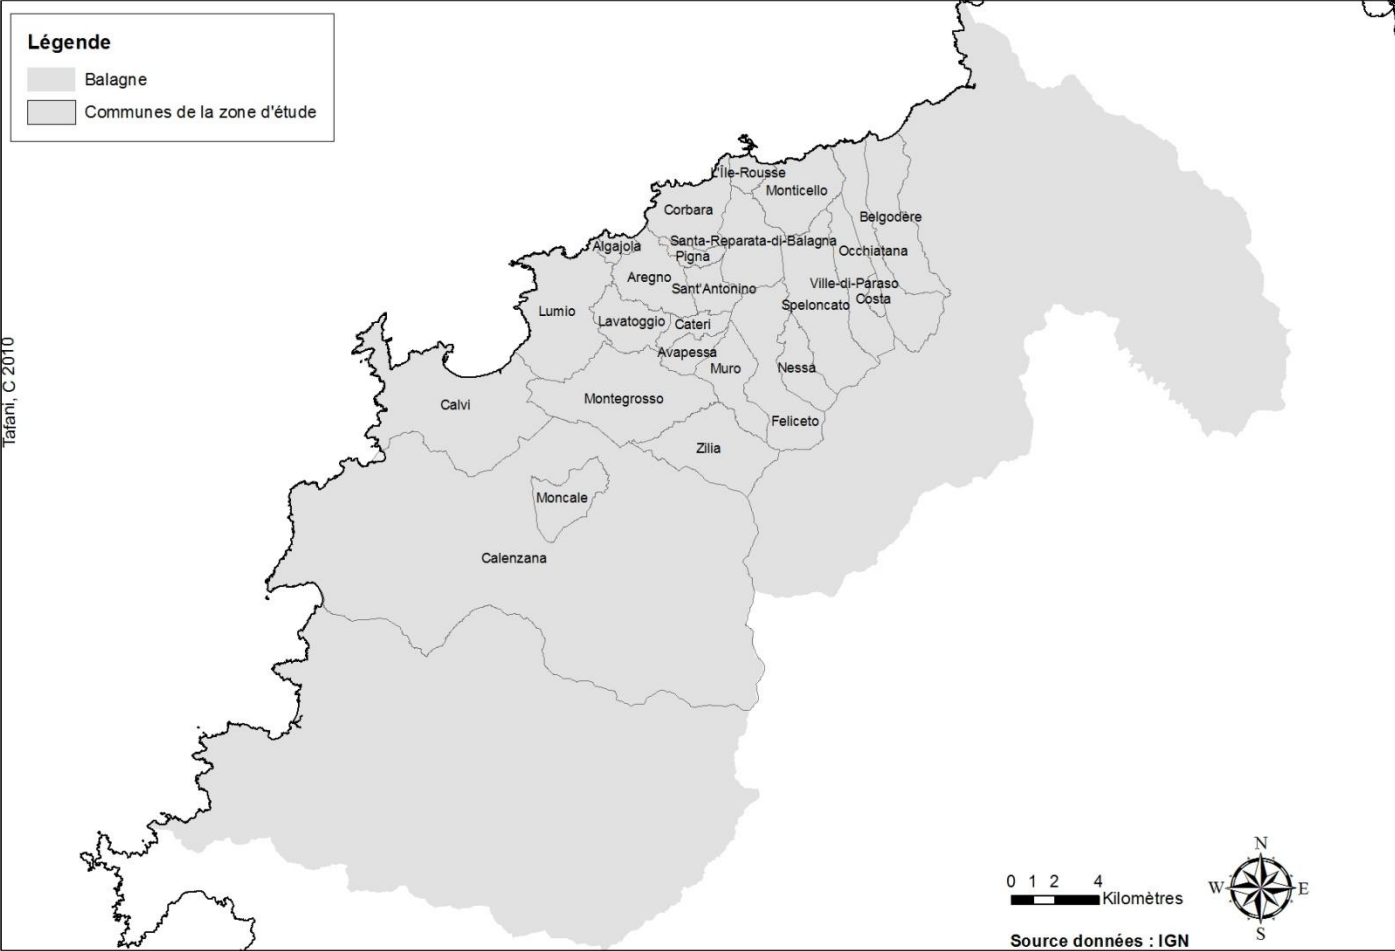 Légende
Balagne
Communes de la zone d'étude
L'Île-Rousse
Monticello
Corbara
Belgodère
Santa-Reparata-di-Balagna
Algajola
Occhiatana
Pigna
Aregno
Ville-di-Paraso
Sant'Antonino
Costa
Speloncato
Lumio
Lavatoggio
Cateri
Avapessa
Muro
Nessa
Montegrosso
Calvi
Feliceto
Zilia
Moncale
Calenzana
Tafani, C 2010
N
W
E
S
0 1 2 4
Kilomètres
Source données : IGN